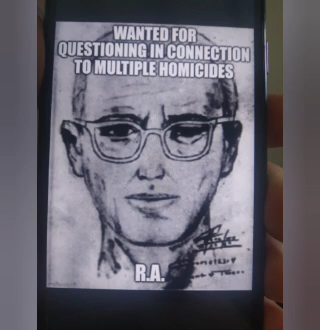 WANTED FOR
QUESTIONING IN CONNECTION
TO MULTIPLE HOMICIDES
R.A.